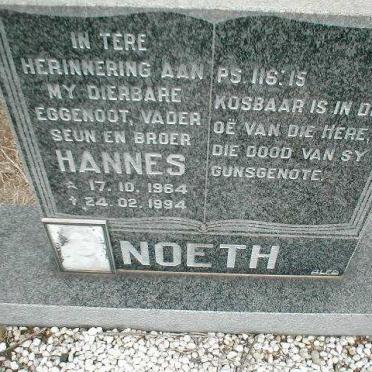 IN TERE
HERINNERING AAN
MY DIERBARE
EGGENOOT, VADER
SEUN EN BROER
HANNES
* 17. 10. 1964
✝ 24. 02. 1994
PS. 116:15
KOSBAAR IS IN D
OË VAN DIE HERE,
DIE DOOD VAN SY
GUNSGENOTE.
NOETH